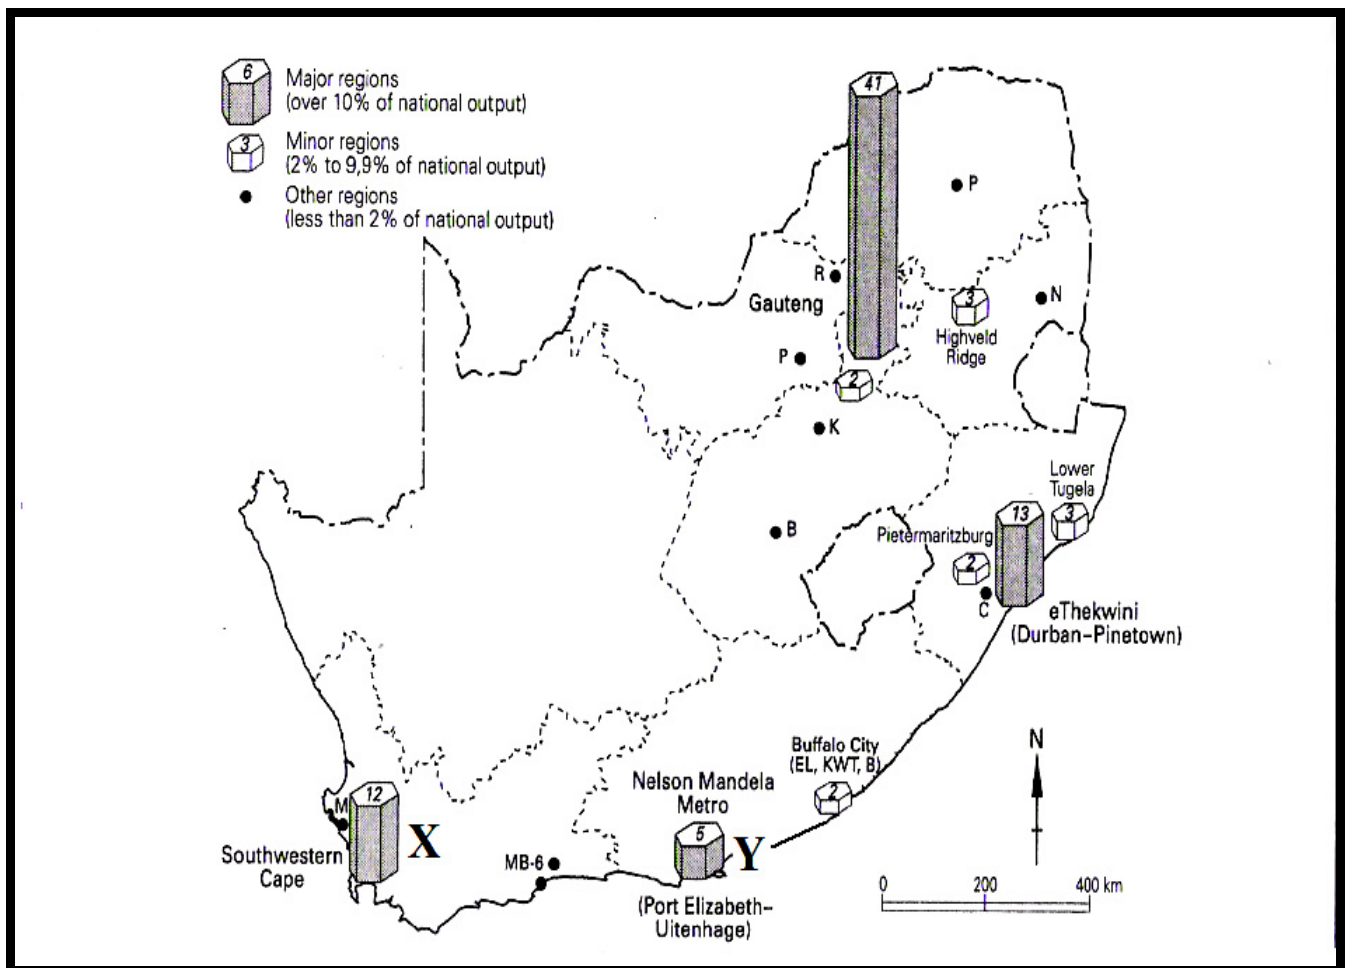 6
Major regions
(over 10% of national output)
3
Minor regions
(2% to 9,9% of national output)
Other regions
(less than 2% of national output)
41
P
R
Gauteng
3
N
Highveld
Ridge
P
2
K
Lower
Tugela
13
3
B
Pietermaritzburg
2
C
eThekwini
(Durban–Pinetown)
N
Buffalo City
(EL, KWT, B)
2
Nelson Mandela
Metro
12
M
X
5
Y
Southwestern
Cape
MB-6
(Port Elizabeth–
Uitenhage)
0 200 400 km